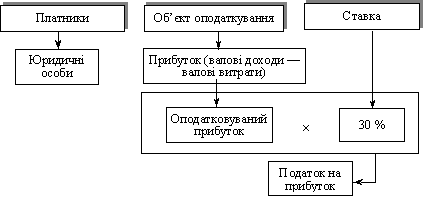 Платники
Об’єкт оподаткування
Ставка
Юридичні
особи
Прибуток (валові доходи —
валові витрати)
Оподатковуваний
прибуток
×
30 %
Податок на
прибуток